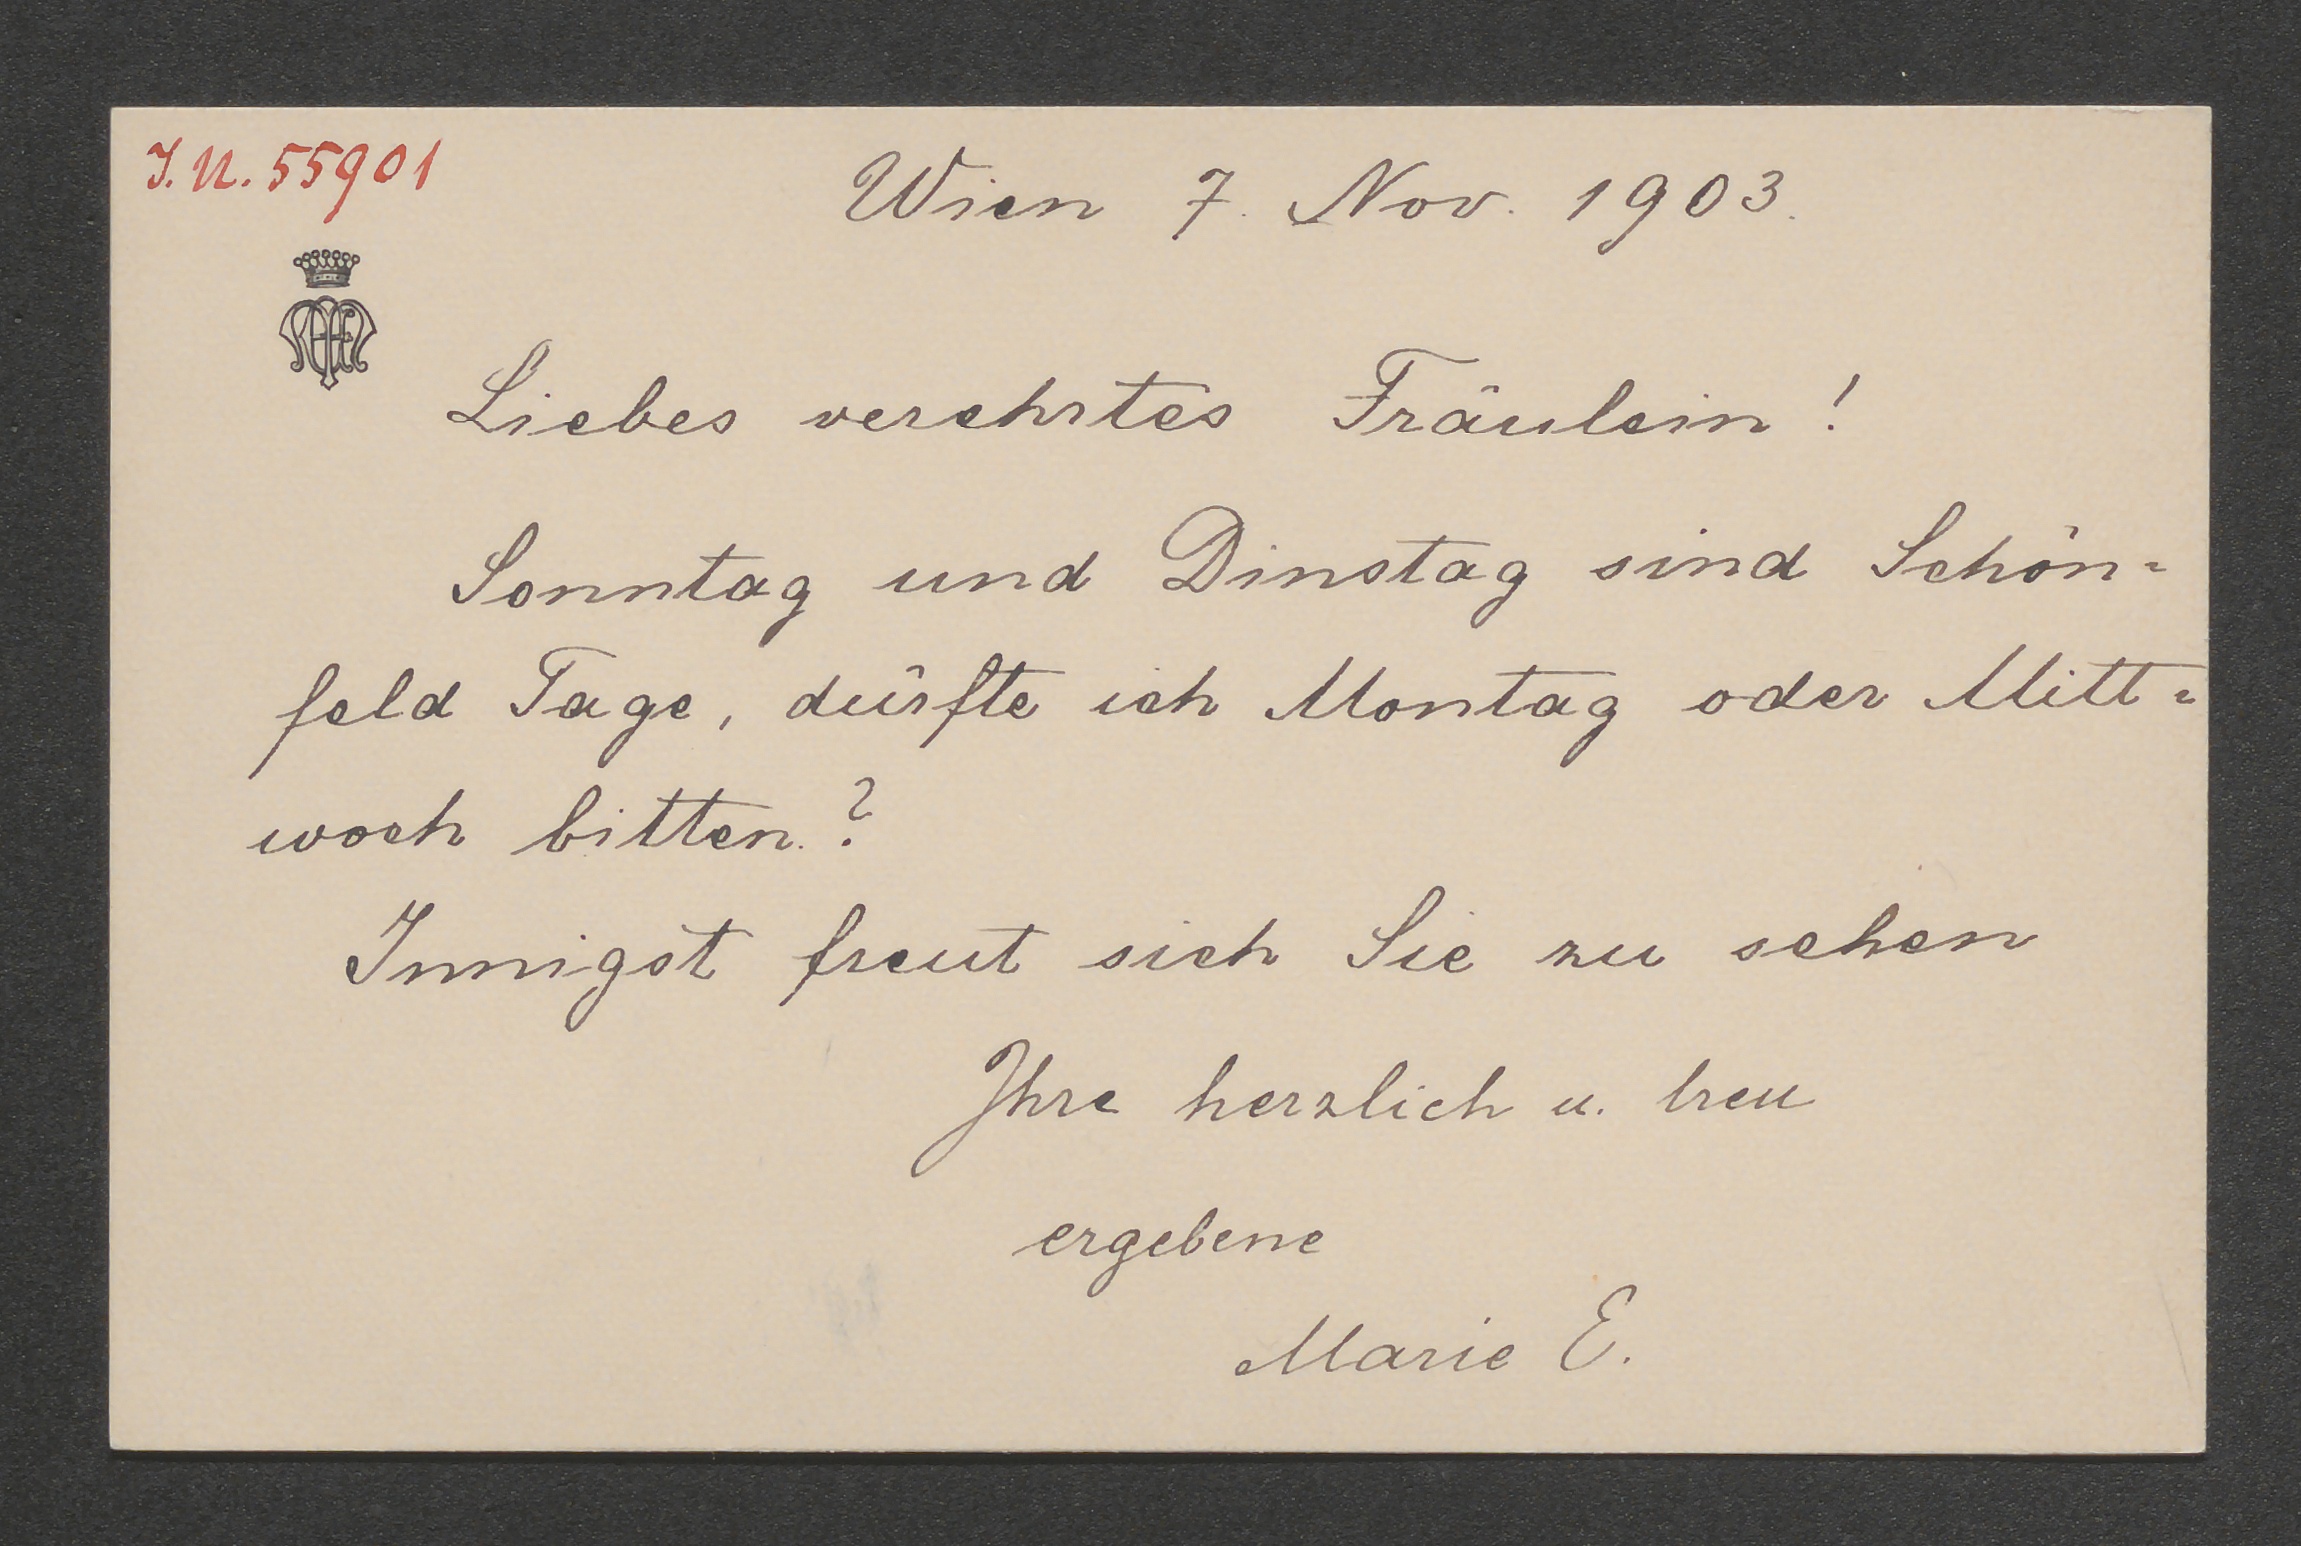 I.N. 55901
Wien 7. Nov. 1903.
Liebes verehrtes Fräulein!
Sonntag und Dinstag sind Schön-
feld Tage, dürfte ich Montag oder Mitt-
woch bitten.?
Innigst freut sich Sie zu sehen
Ihre herzlich u. treu
ergebene
Marie E.